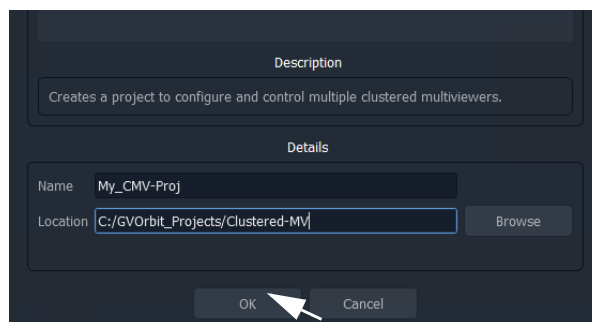 Description
Creates a project to configure and control multiple clustered multiviewers.
Details
Name My_CMV-Proj
Location C:/GVOrbit_Projects/Clustered-MV Browse
OK Cancel